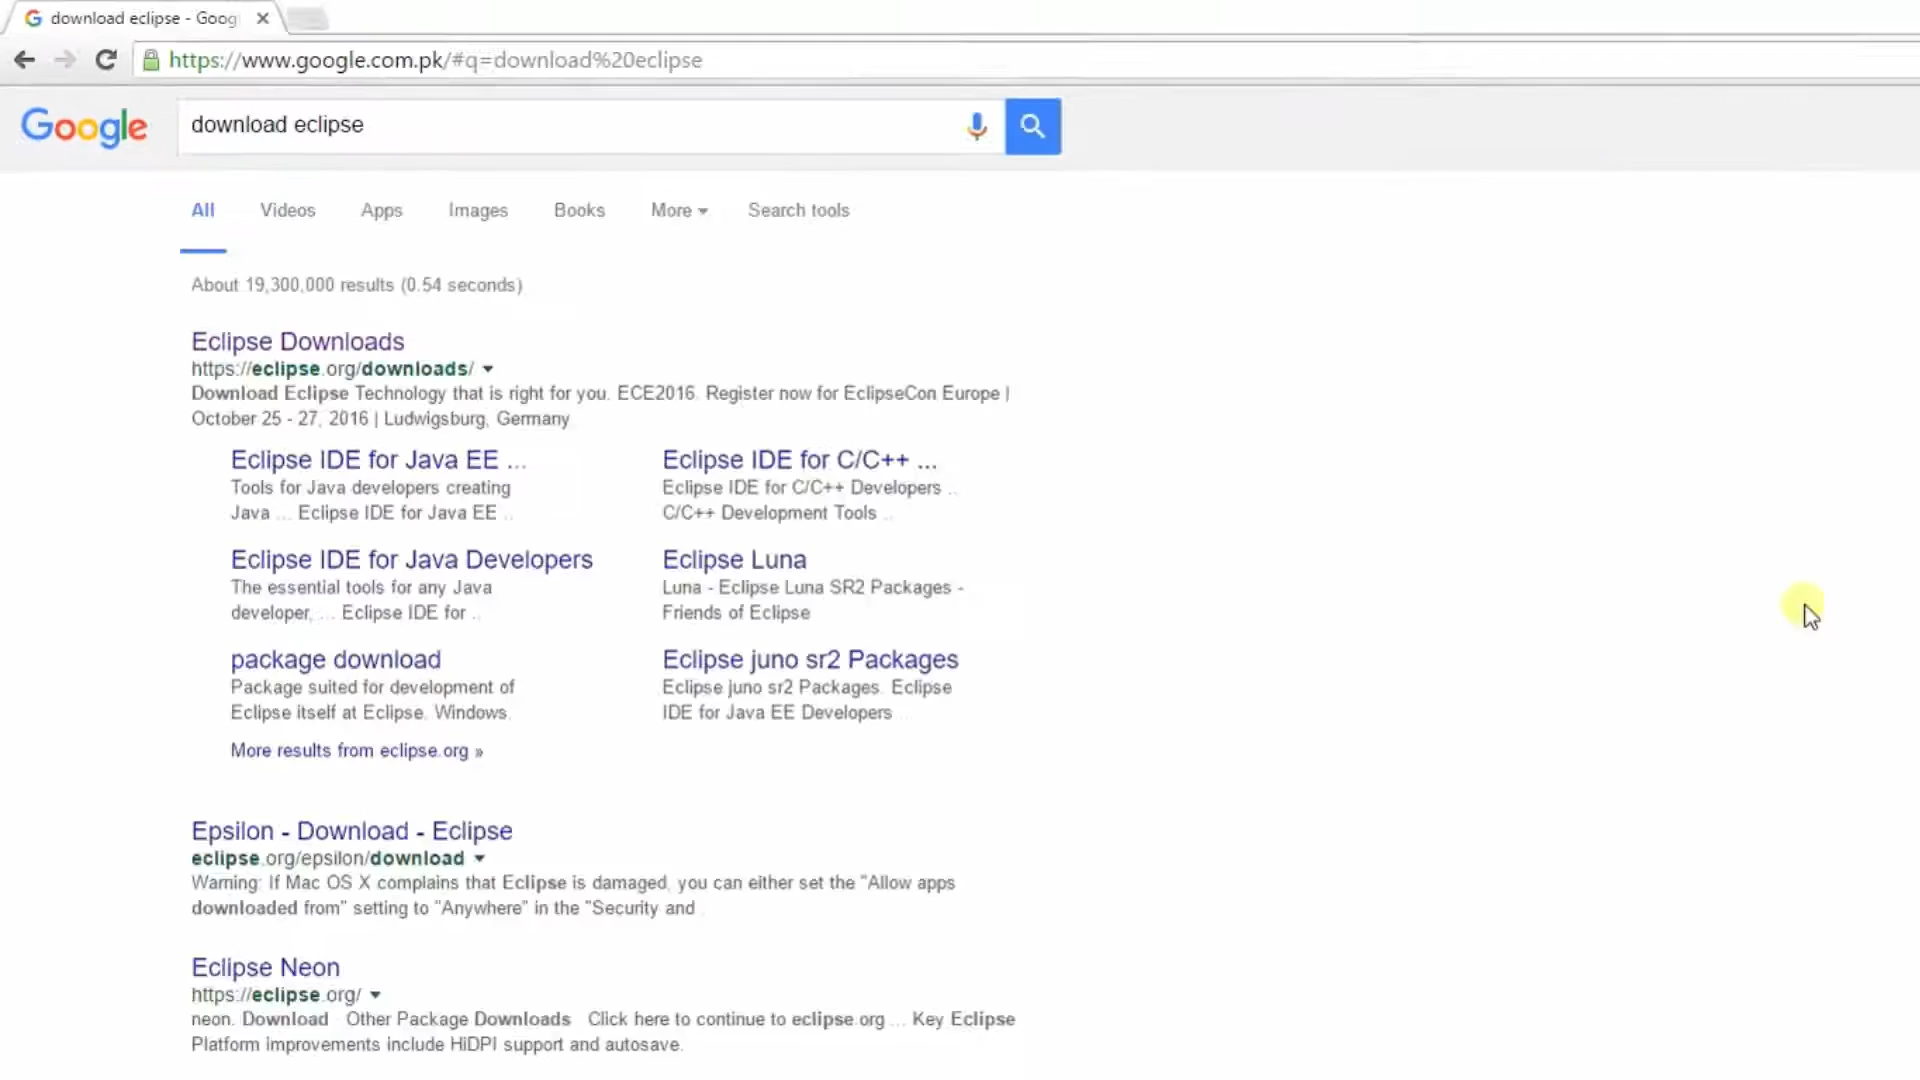 download eclipse - Goog
https://www.google.com.pk/#q=download%20eclipse
Google
download eclipse
All Videos Apps Images Books More Search tools
About 19,300,000 results (0.54 seconds)
Eclipse Downloads
https://eclipse.org/downloads/
Download Eclipse Technology that is right for you. ECE2016. Register now for EclipseCon Europe |
October 25 - 27, 2016 | Ludwigsburg, Germany
Eclipse IDE for Java EE ...
Tools for Java developers creating
Java ... Eclipse IDE for Java EE ..
Eclipse IDE for C/C++ ...
Eclipse IDE for C/C++ Developers ..
C/C++ Development Tools ..
Eclipse IDE for Java Developers
The essential tools for any Java
developer, ... Eclipse IDE for ..
Eclipse Luna
Luna - Eclipse Luna SR2 Packages -
Friends of Eclipse
package download
Package suited for development of
Eclipse itself at Eclipse. Windows.
Eclipse juno sr2 Packages
Eclipse juno sr2 Packages. Eclipse
IDE for Java EE Developers
More results from eclipse.org »
Epsilon - Download - Eclipse
eclipse.org/epsilon/download
Warning: If Mac OS X complains that Eclipse is damaged, you can either set the "Allow apps
downloaded from" setting to "Anywhere" in the "Security and
Eclipse Neon
https://eclipse.org/
neon. Download Other Package Downloads Click here to continue to eclipse.org ... Key Eclipse
Platform improvements include HiDPI support and autosave.